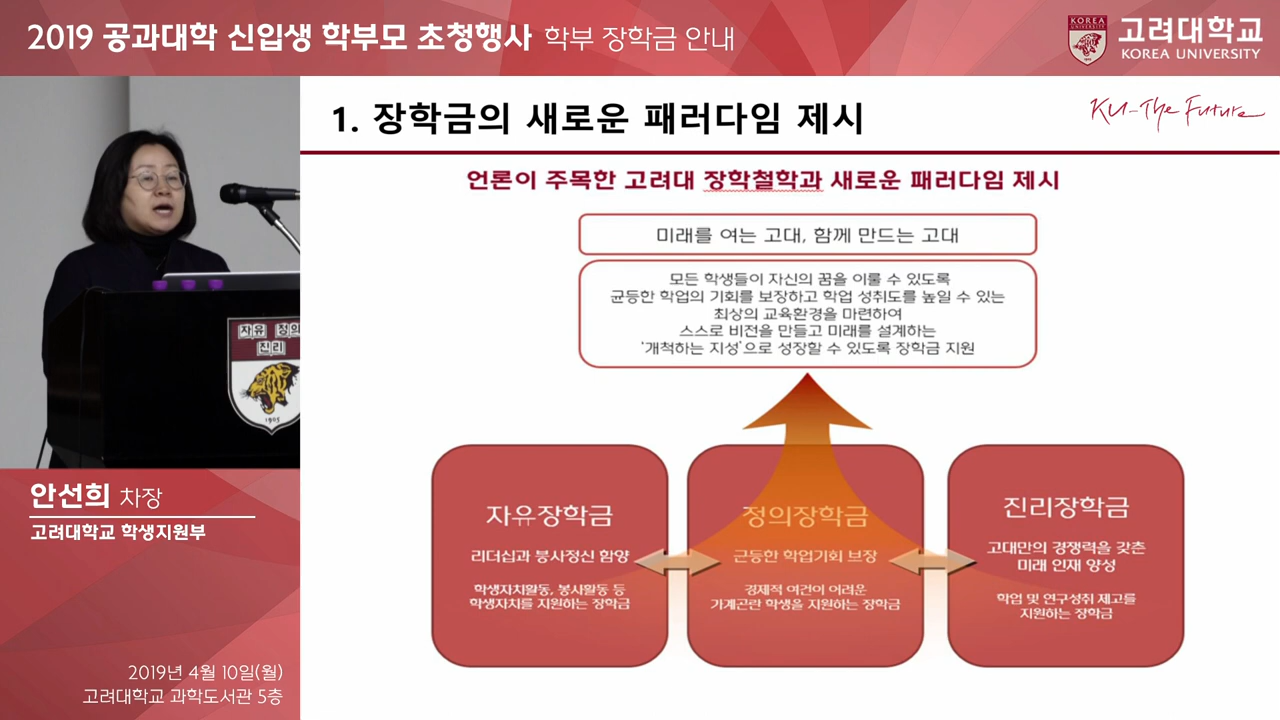 2019 공과대학 신입생 학부모 초청행사 학부 장학금 안내
KOREA
UNIVERSITY
1905
고려대학교
KOREA UNIVERSITY
1. 장학금의 새로운 패러다임 제시
KU-The Future
언론이 주목한 고려대 장학철학과 새로운 패러다임 제시
미래를 여는 고대, 함께 만드는 고대
모든 학생들이 자신의 꿈을 이룰 수 있도록
균등한 학업의 기회를 보장하고 학업 성취도를 높일 수 있는
최상의 교육환경을 마련하여
스스로 비전을 만들고 미래를 설계하는
'개척하는 지성'으로 성장할 수 있도록 장학금 지원
자유장학금
리더십과 봉사정신 함양
학생자치활동, 봉사활동 등
학생자치를 지원하는 장학금
정의장학금
균등한 학업기회 보장
경제적 여건이 어려운
가계곤란 학생을 지원하는 장학금
진리장학금
고대만의 경쟁력을 갖춘
미래 인재 양성
학업 및 연구성취 제고를
지원하는 장학금
자유 정의
진리
1905
안선희 차장
고려대학교 학생지원부
2019년 4월 10일(월)
고려대학교 과학도서관 5층